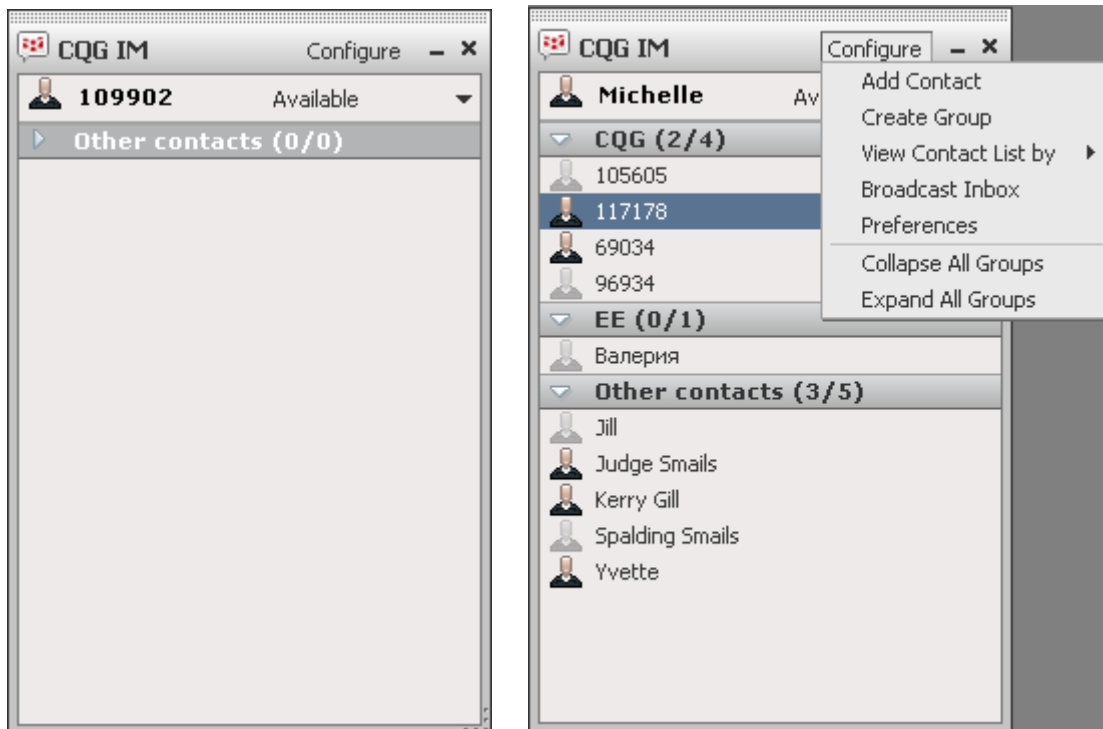 CQG IM Configure
109902 Available
Other contacts (0/0)
CQG IM Configure
Michelle Av
CQG (2/4)
105605
117178
69034
96934
EE (0/1)
Валерия
Other contacts (3/5)
Jill
Judge Smails
Kerry Gill
Spalding Smails
Yvette
Add Contact
Create Group
View Contact List by
Broadcast Inbox
Preferences
Collapse All Groups
Expand All Groups